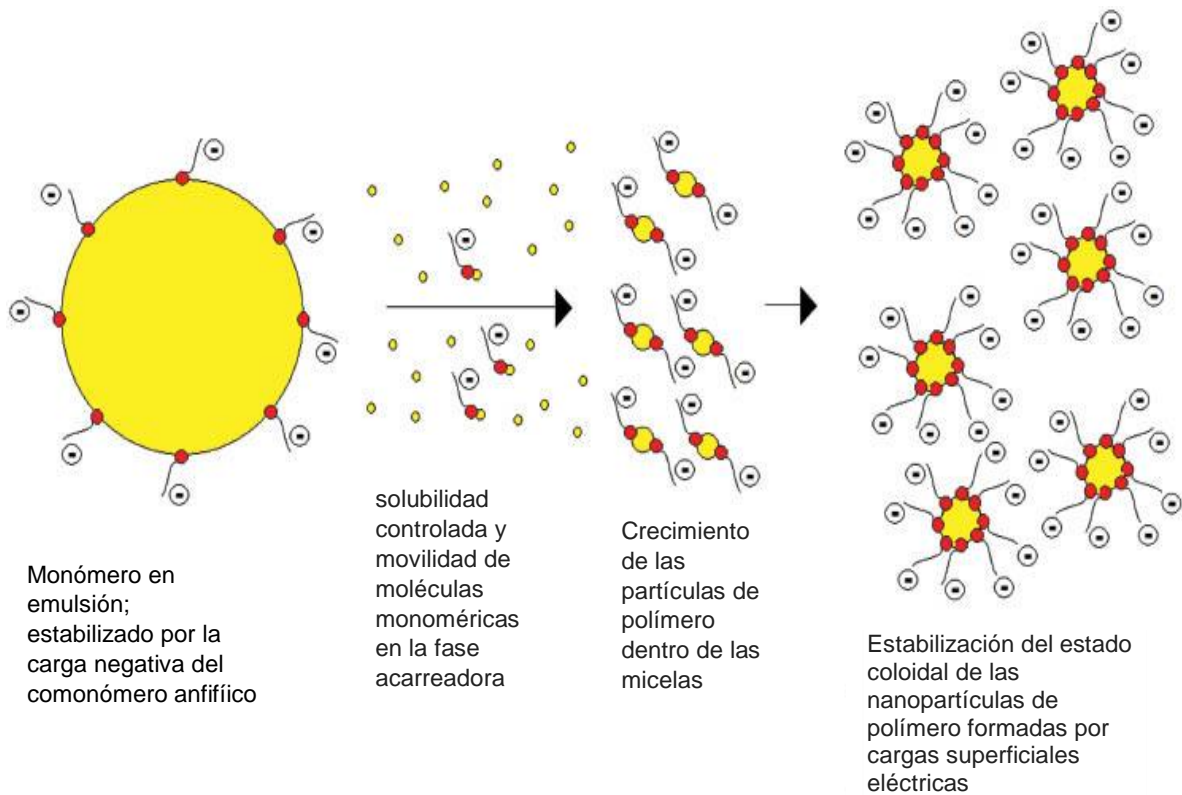 Monómero en
emulsión;
estabilizado por la
carga negativa del
comonómero anfifíico
solubilidad
controlada y
movilidad de
moléculas
monoméricas
en la fase
acarreadora
Crecimiento
de las
partículas de
polímero
dentro de las
micelas
Estabilización del estado
coloidal de las
nanopartículas de
polímero formadas por
cargas superficiales
eléctricas